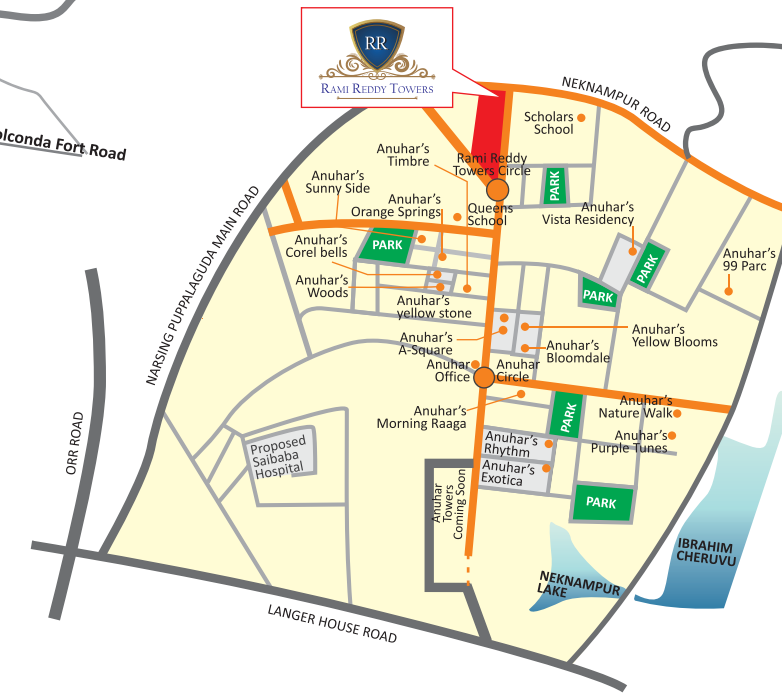 RR
RAMI REDDY TOWERS
NEKNAMPUR ROAD
Scholars
School
olconda Fort Road
Anuhar's
Timbre
Rami Reddy
Towers Circle
PARK
Anuhar's
Sunny Side
Anuhar's
Orange Springs
Queens
School
Anuhar's
Vista Residency
NARSING PUPPALAGUDA MAIN ROAD
PARK
Anuhar's
Corel bells
PARK
Anuhar's
99 Parc
Anuhar's
Woods
PARK
Anuhar's
yellow stone
Anuhar's
A-Square
Anuhar's
Yellow Blooms
Anuhar's
Bloomdale
Anuhar
Office
Anuhar
Circle
Anuhar's
Morning Raaga
PARK
Anuhar's
Nature Walk
Anuhar's
Purple Tunes
ORR ROAD
Proposed
Saibaba
Hospital
Anuhar's
Rhythm
Anuhar's
Exotica
Anuhar
Towers
Coming Soon
PARK
IBRAHIM
CHERUVU
NEKNAMPUR
LAKE
LANGER HOUSE ROAD